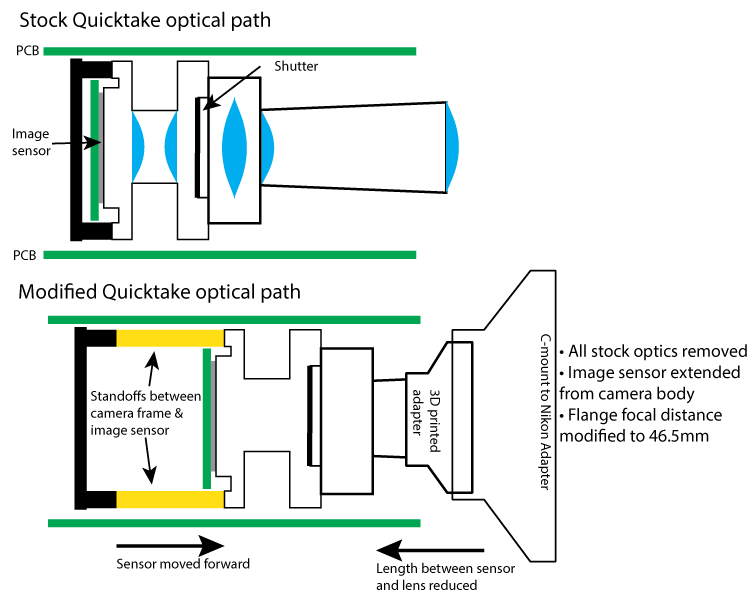 Stock Quicktake optical path
PCB
Shutter
Image
sensor
PCB
Modified Quicktake optical path
Standoffs between
camera frame &
image sensor
3D printed
adapter
C-mount to Nikon Adapter
• All stock optics removed
• Image sensor extended
from camera body
• Flange focal distance
modified to 46.5mm
Sensor moved forward
Length between sensor
and lens reduced